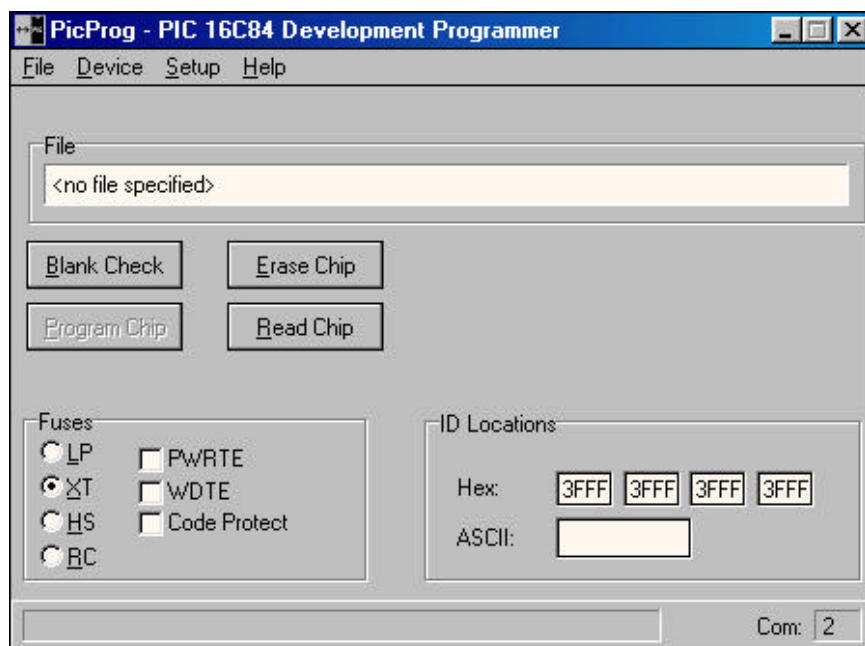 PicProg - PIC 16C84 Development Programmer
File Device Setup Help
File
<no file specified>
Blank Check Erase Chip
Program Chip Read Chip
Fuses
LP
XT
HS
RC
PWRTE
WDTE
Code Protect
ID Locations
Hex: 3FFF 3FFF 3FFF 3FFF
ASCII:
Com: 2